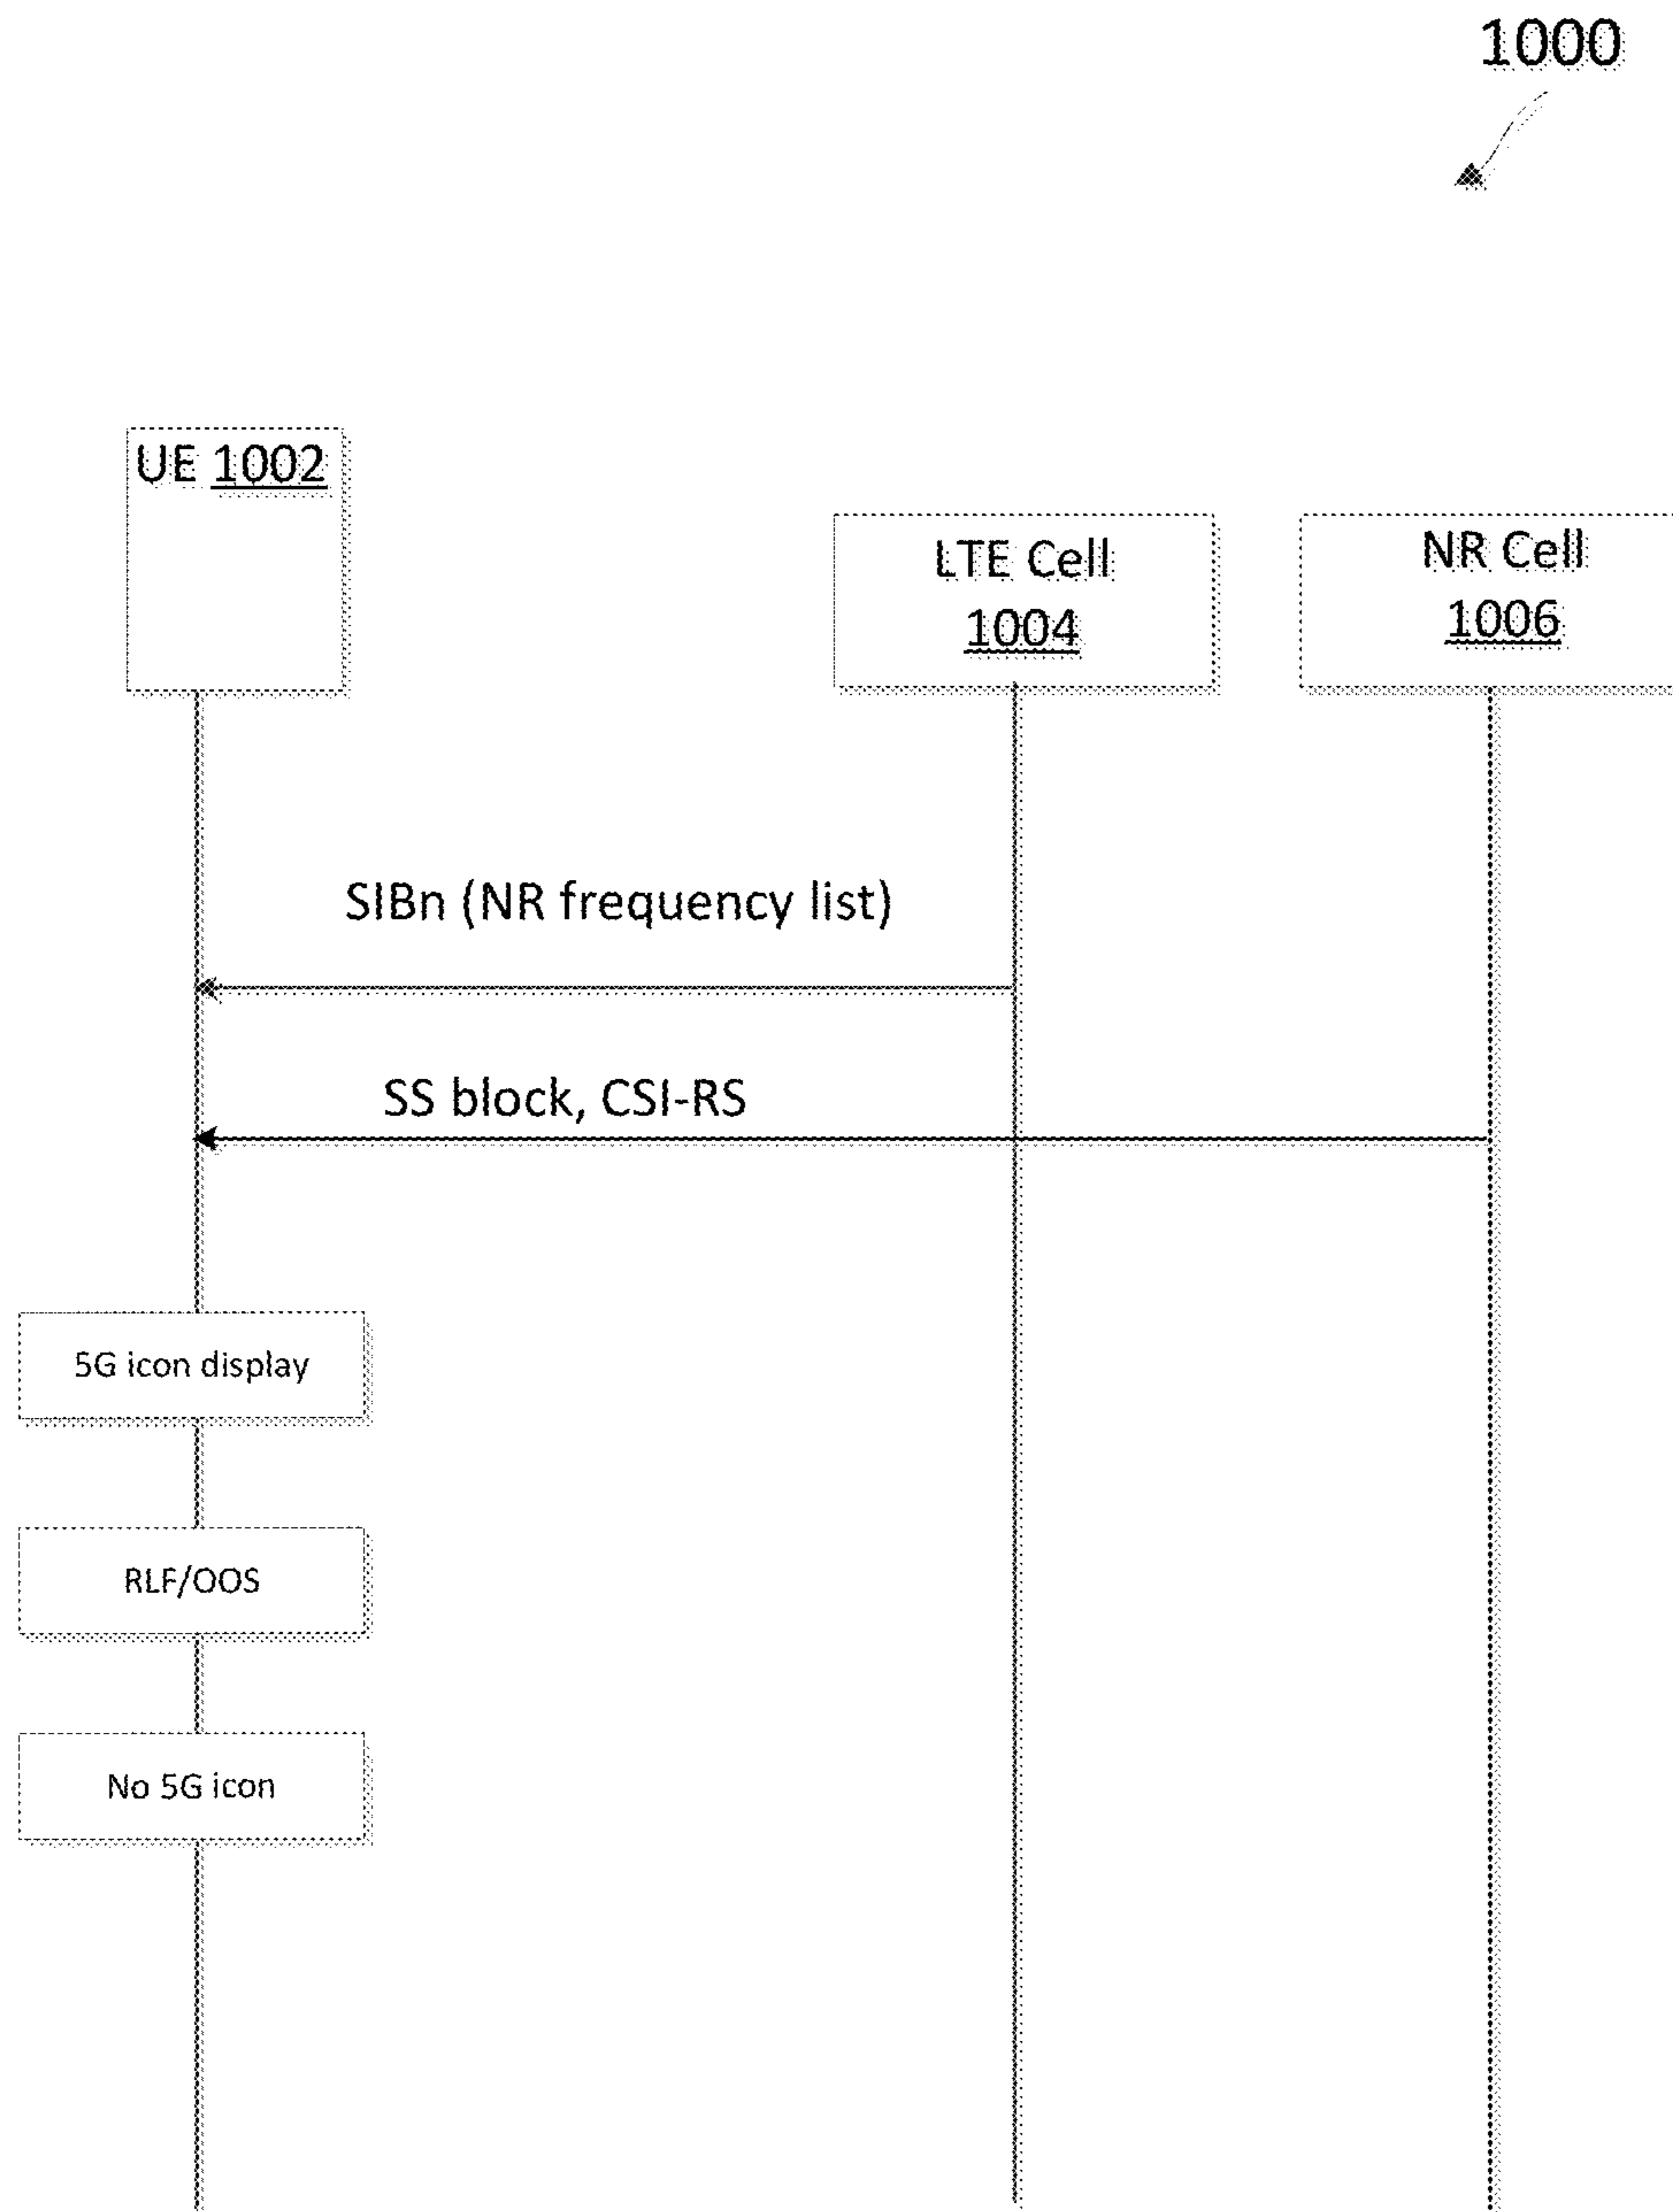 1000
UE 1002
LTE Cell
1004
NR Cell
1006
SIBn (NR frequency list)
SS block, CSI-RS
5G icon display
RLF/OOS
No 5G icon